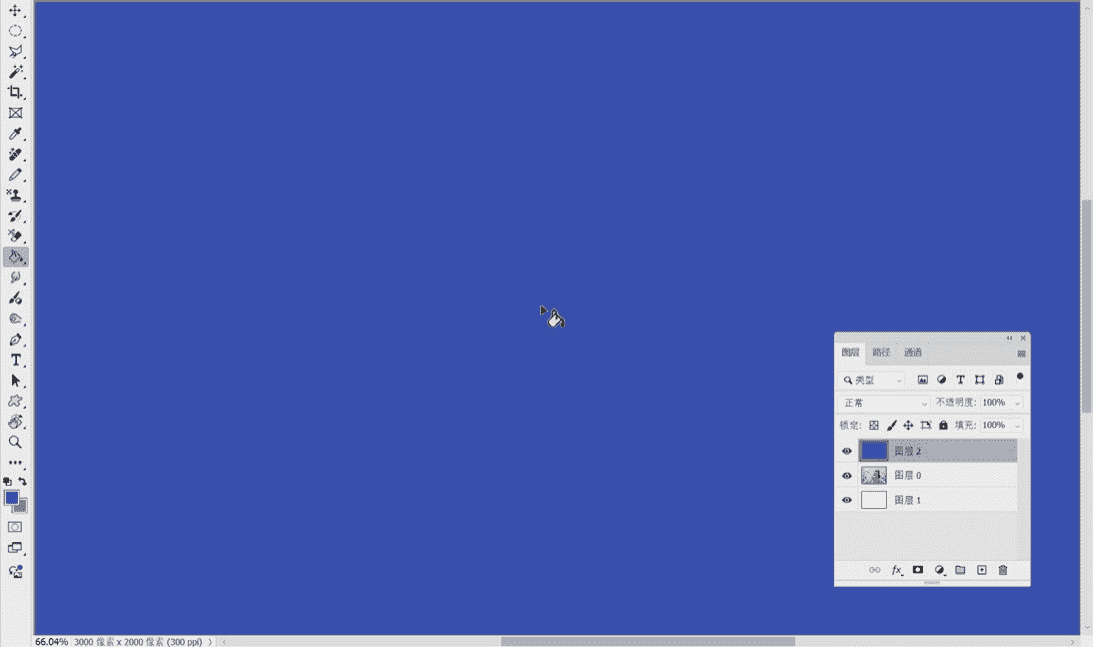 图层 路径 通道
类型
正常 不透明度: 100%
锁定: 填充: 100%
图层 2
图层 0
图层 1
fx
66.04% 3000 像素 x 2000 像素 (300 ppi)